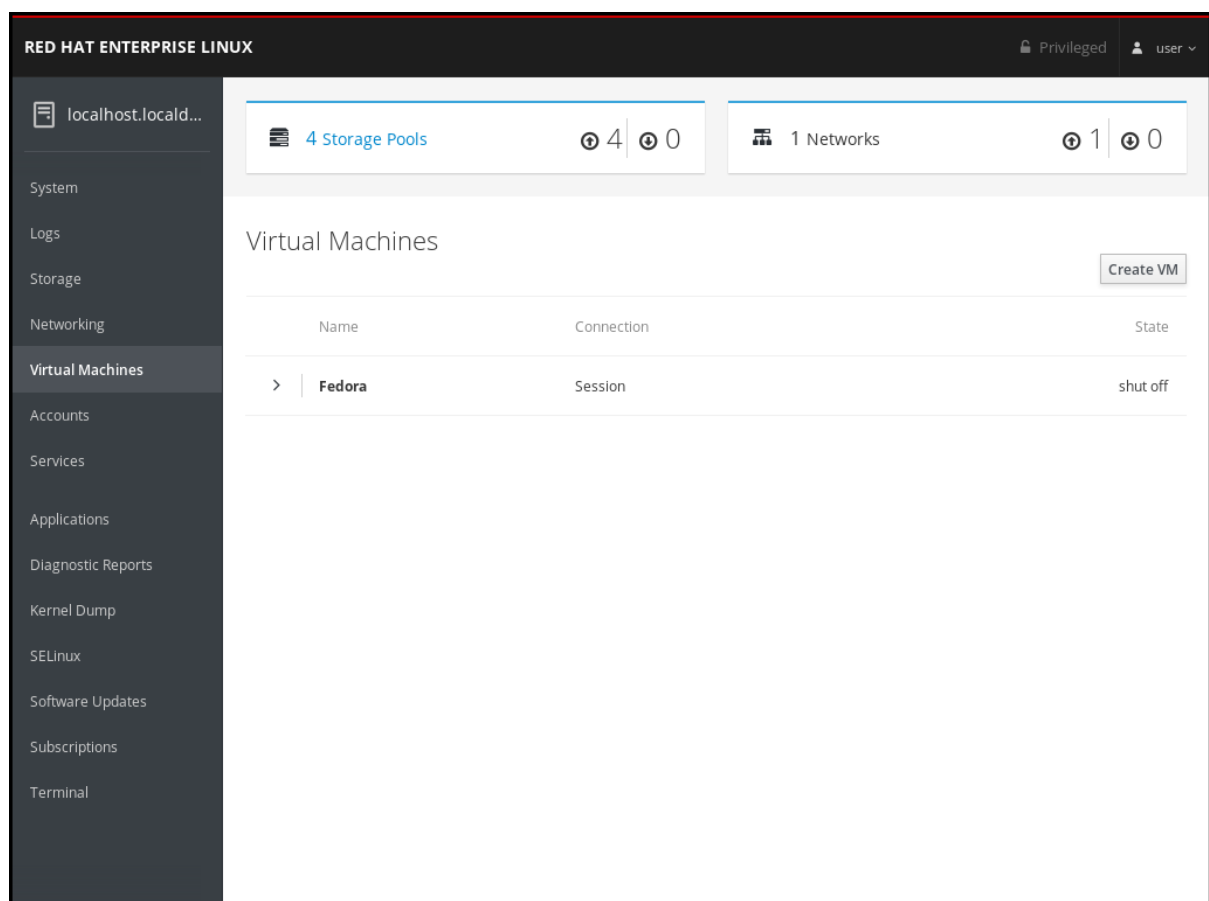 RED HAT ENTERPRISE LINUX
Privileged
user
localhost.locald...
System
Logs
Storage
Networking
Virtual Machines
Accounts
Services
Applications
Diagnostic Reports
Kernel Dump
SELinux
Software Updates
Subscriptions
Terminal
4 Storage Pools 4 0
1 Networks 1 0
Virtual Machines
Create VM
Name Connection State
Fedora Session shut off